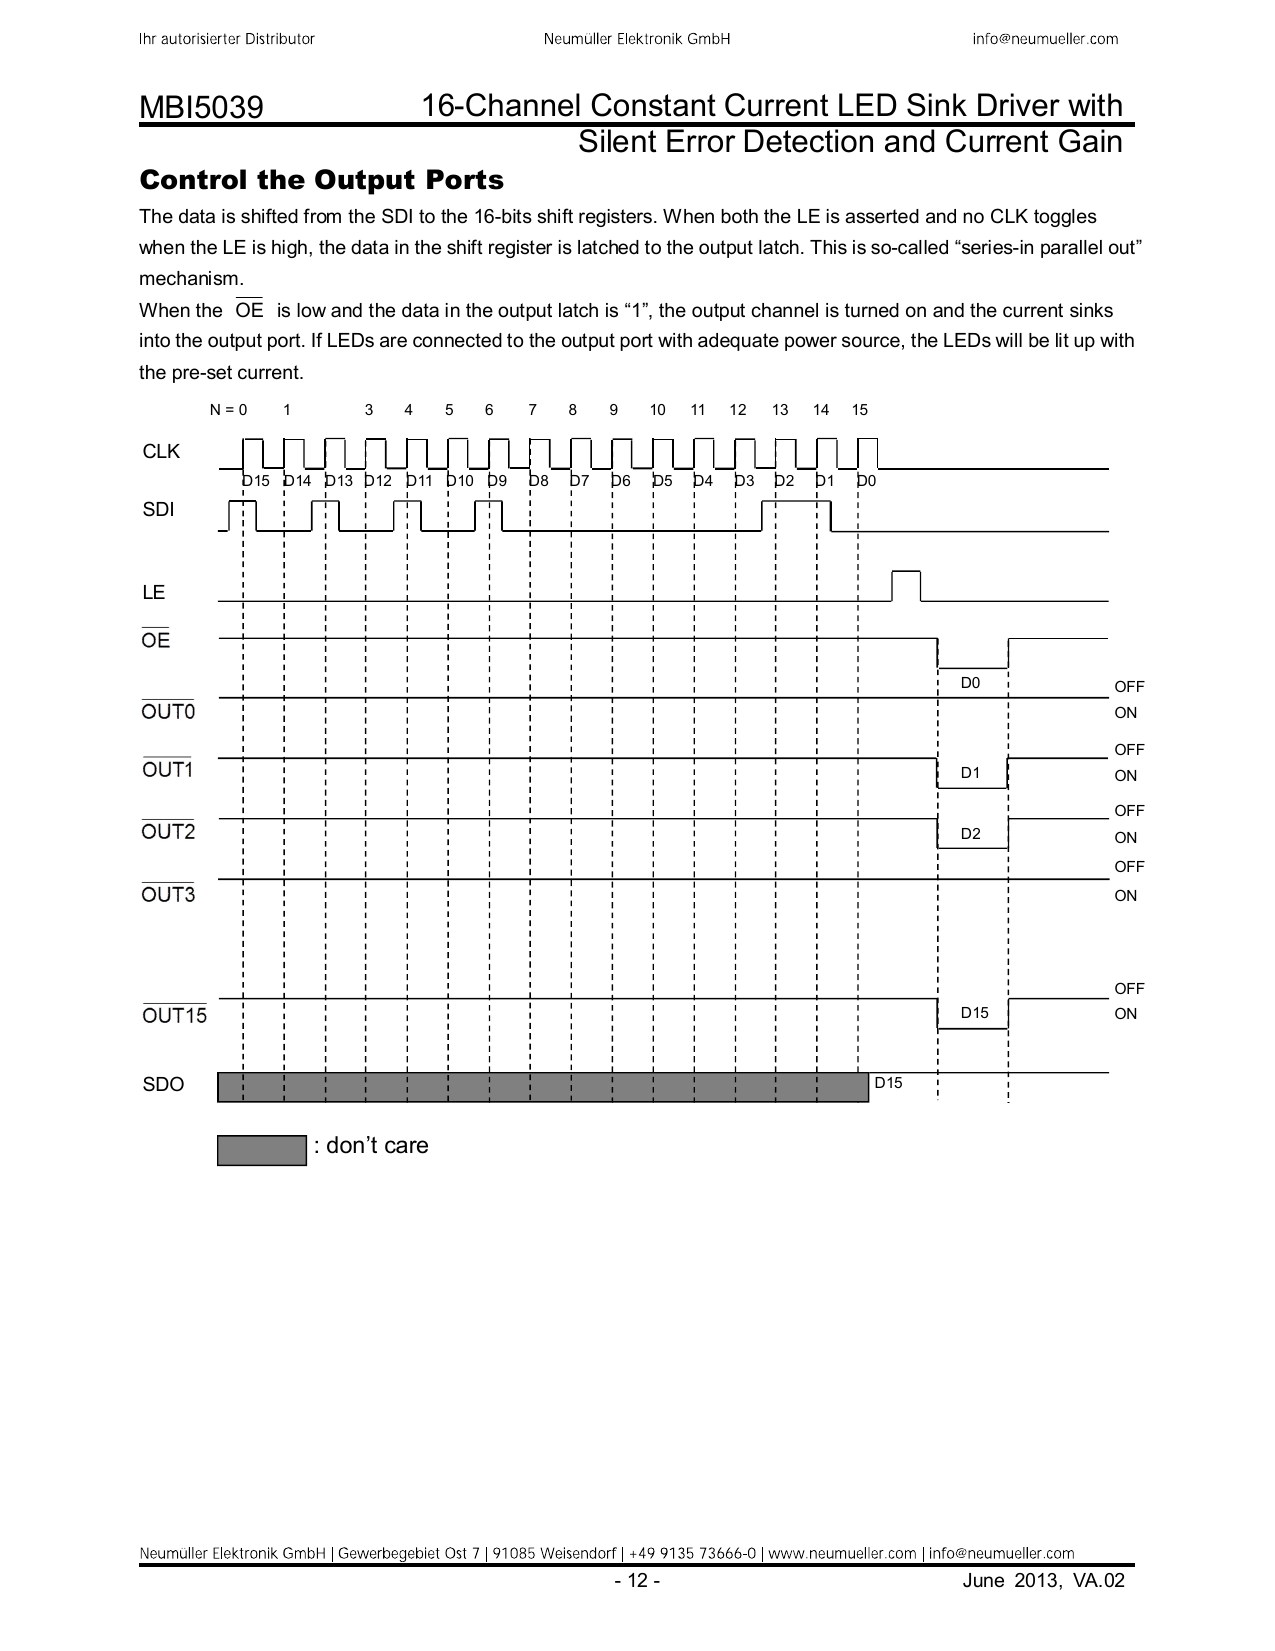 Ihr autorisierter Distributor Neumüller Elektronik GmbH info@neumueller.com
MBI5039 16-Channel Constant Current LED Sink Driver with
Silent Error Detection and Current Gain
Control the Output Ports
The data is shifted from the SDI to the 16-bits shift registers. When both the LE is asserted and no CLK toggles
when the LE is high, the data in the shift register is latched to the output latch. This is so-called “series-in parallel out”
mechanism.
When the OE is low and the data in the output latch is “1”, the output channel is turned on and the current sinks
into the output port. If LEDs are connected to the output port with adequate power source, the LEDs will be lit up with
the pre-set current.
N = 0 1 3 4 5 6 7 8 9 10 11 12 13 14 15
CLK
D15 D14 D13 D12 D11 D10 D9 D8 D7 D6 D5 D4 D3 D2 D1 D0
SDI
LE
OE
D0
OFF
OUT0 ON
OFF
OUT1 D1 ON
OFF
OUT2 D2 ON
OFF
OUT3 ON
OFF
OUT15 D15 ON
SDO D15
: don’t care
Neumüller Elektronik GmbH | Gewerbegebiet Ost 7 | 91085 Weisendorf | +49 9135 73666-0 | www.neumueller.com | info@neumueller.com
- 12 - June 2013, VA.02